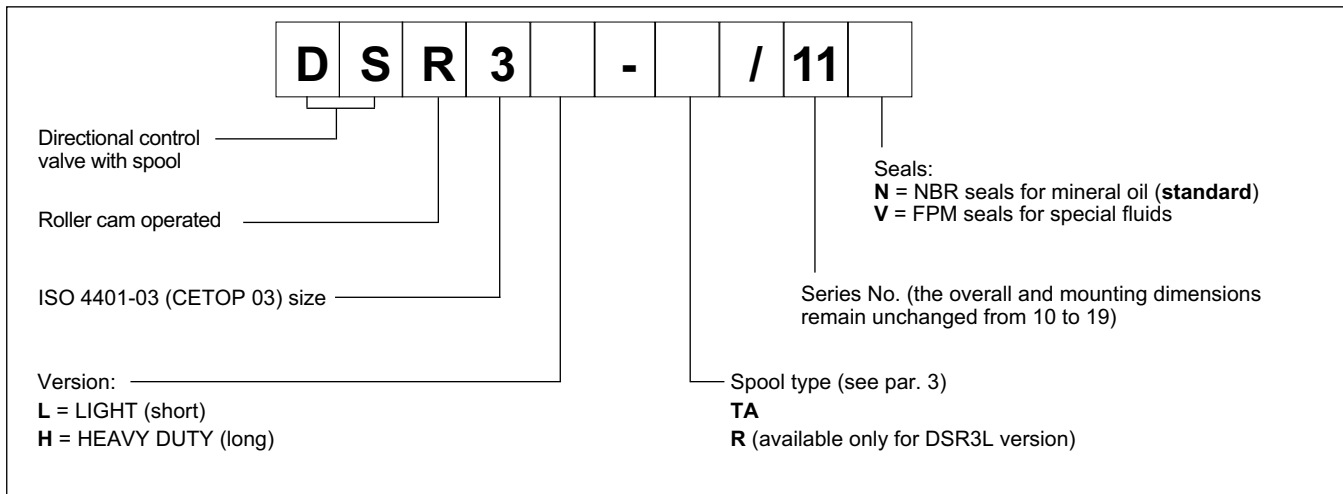 D S R 3 - / 11
Directional control
valve with spool
Roller cam operated
ISO 4401-03 (CETOP 03) size
Version:
L = LIGHT (short)
H = HEAVY DUTY (long)
Seals:
N = NBR seals for mineral oil (standard)
V = FPM seals for special fluids
Series No. (the overall and mounting dimensions
remain unchanged from 10 to 19)
Spool type (see par. 3)
TA
R (available only for DSR3L version)